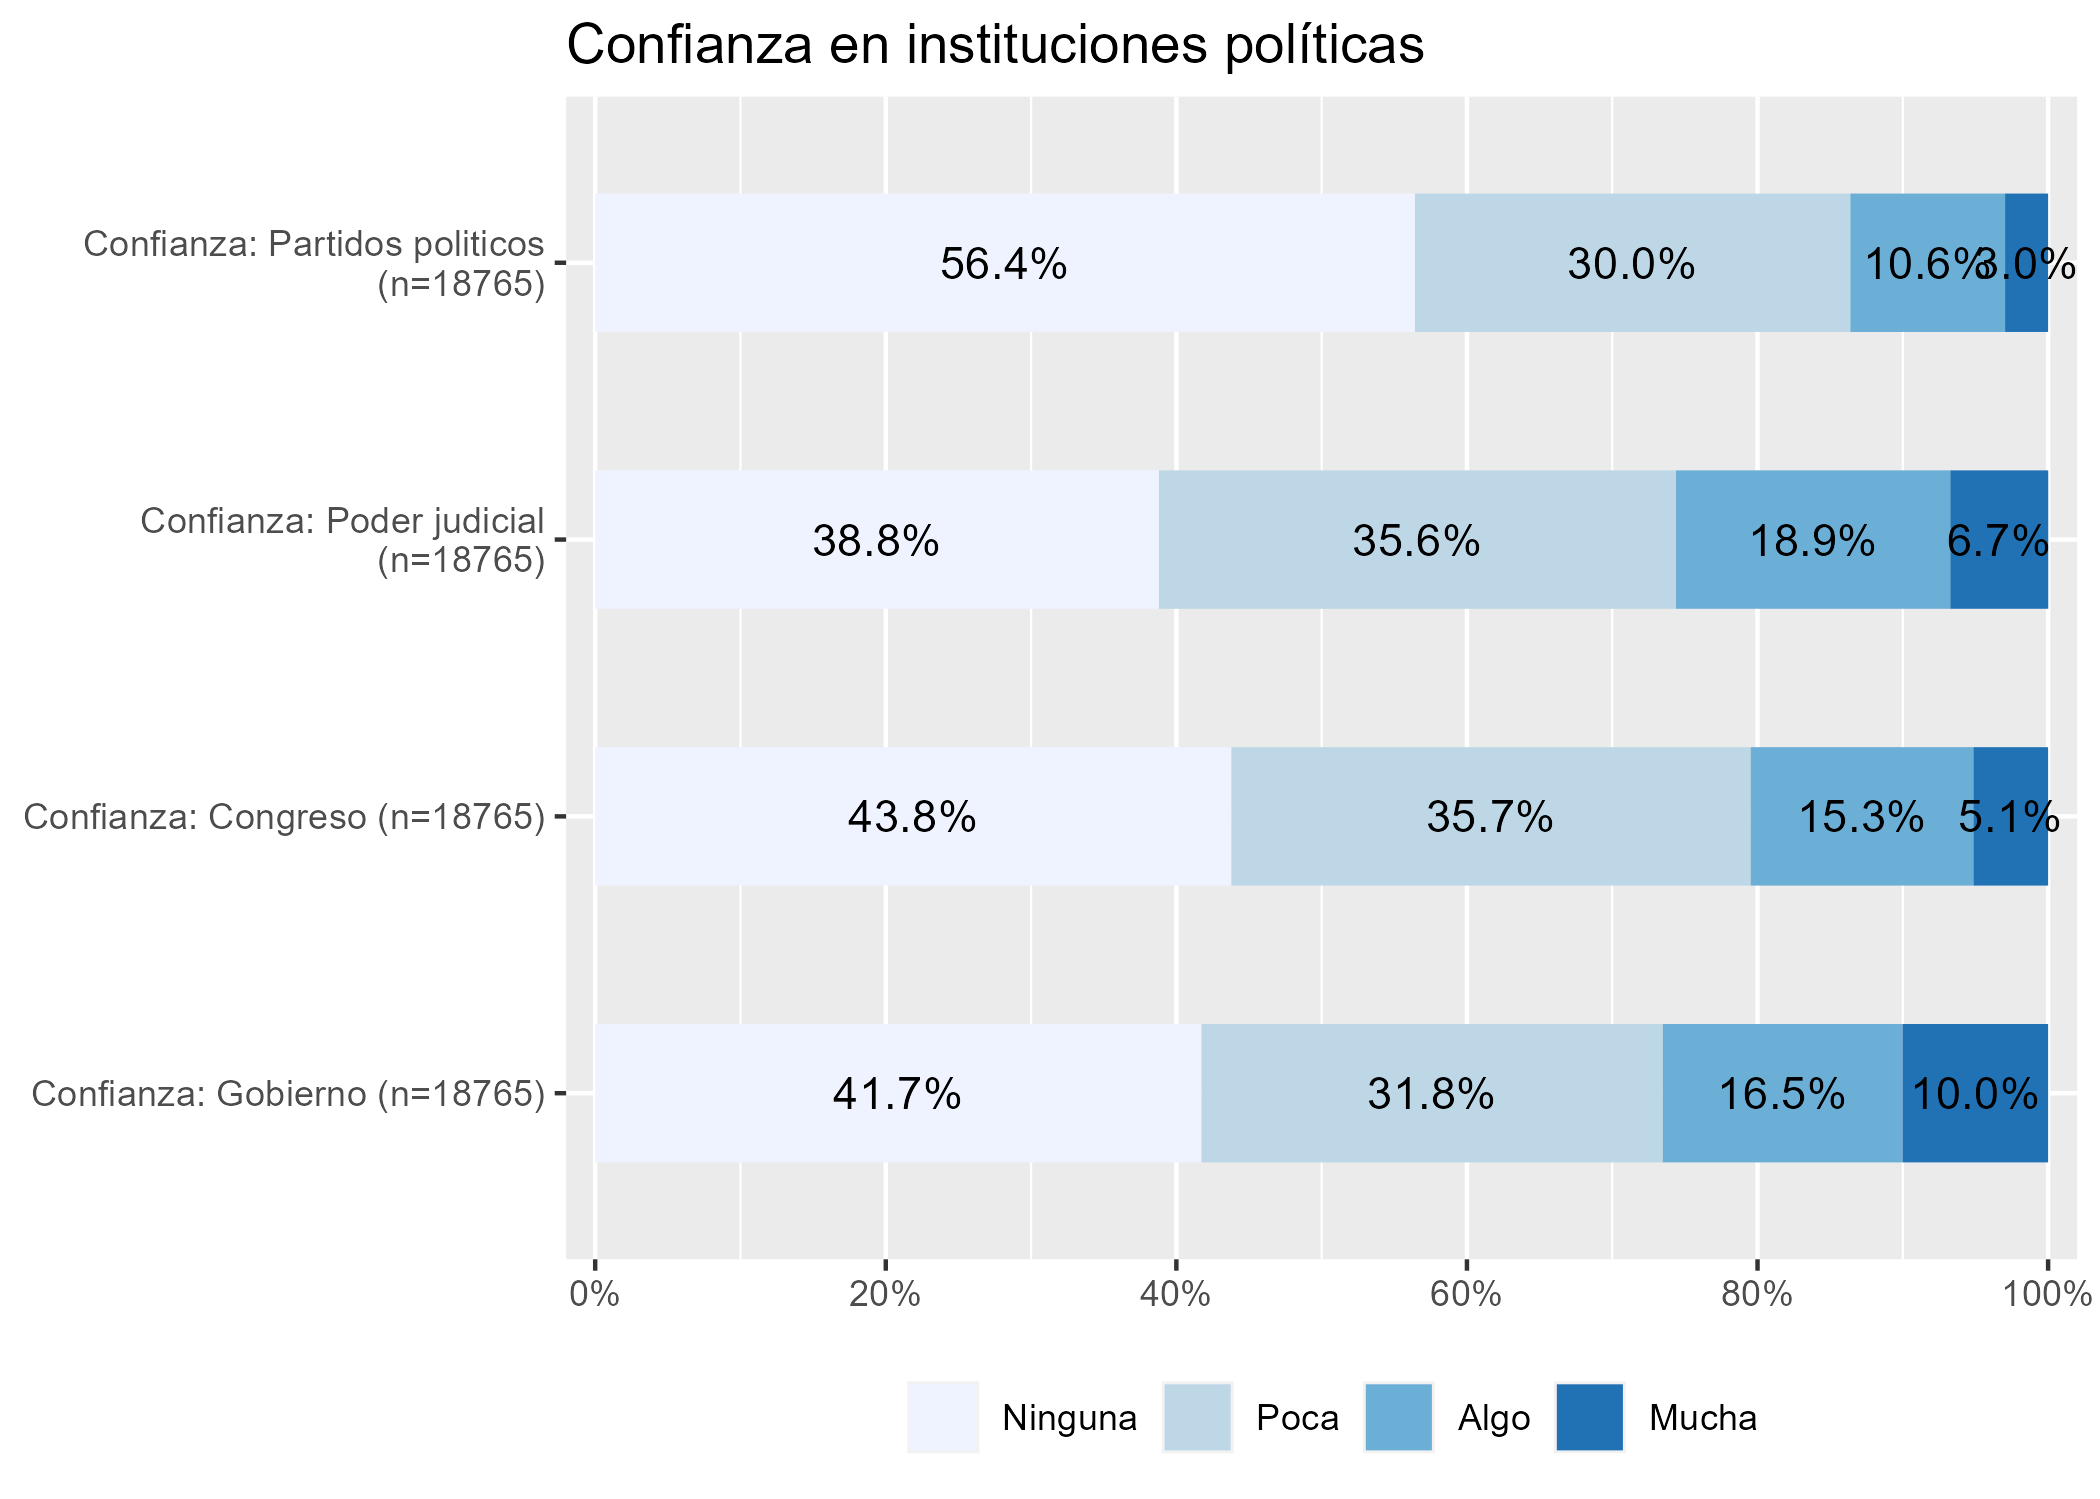 Confianza en instituciones políticas
Confianza: Partidos politicos
(n=18765)
56.4% 30.0% 10.6% 3.0%
Confianza: Poder judicial
(n=18765)
38.8% 35.6% 18.9% 6.7%
Confianza: Congreso (n=18765)
43.8% 35.7% 15.3% 5.1%
Confianza: Gobierno (n=18765)
41.7% 31.8% 16.5% 10.0%
0% 20% 40% 60% 80% 100%
Ninguna Poca Algo Mucha